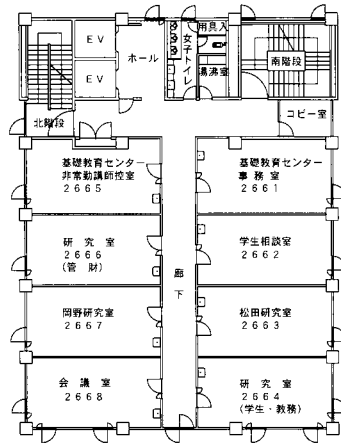 EV
EV
ホール
女子トイレ
用具入
湯沸室
南階段
北階段
コピー室
基礎教育センター
非常勤講師控室
2665
基礎教育センター
事務室
2661
研究室
2666
(管財)
学生相談室
2662
廊下
岡野研究室
2667
松田研究室
2663
会議室
2668
研究室
2664
(学生・教務)